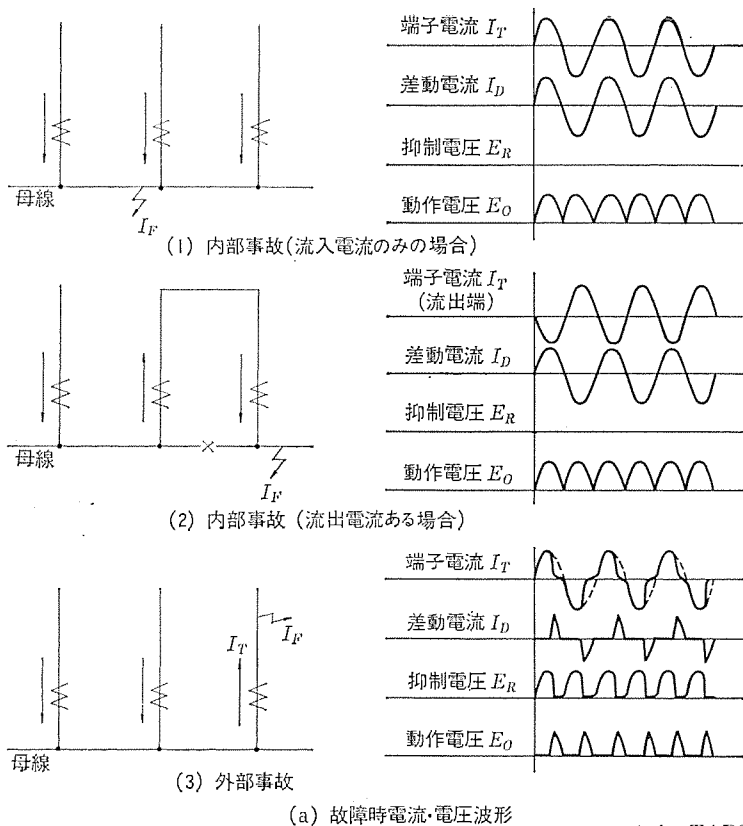 母線
I_F
(1) 内部事故(流入電流のみの場合)
端子電流 I_T
差動電流 I_D
抑制電圧 E_R
動作電圧 E_O
母線
I_F
(2) 内部事故 (流出電流ある場合)
端子電流 I_T
(流出端)
差動電流 I_D
抑制電圧 E_R
動作電圧 E_O
I_F
I_T
母線
(3) 外部事故
端子電流 I_T
差動電流 I_D
抑制電圧 E_R
動作電圧 E_O
(a) 故障時電流・電圧波形